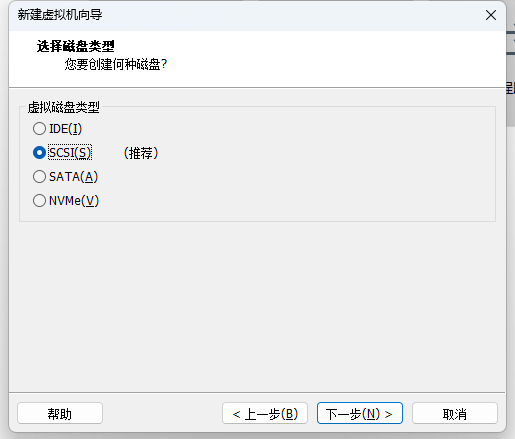 新建虚拟机向导
选择磁盘类型
您要创建何种磁盘?
虚拟磁盘类型
IDE(I)
SCSI(S) （推荐）
SATA(A)
NVMe(V)
帮助 < 上一步(B) 下一步(N) > 取消